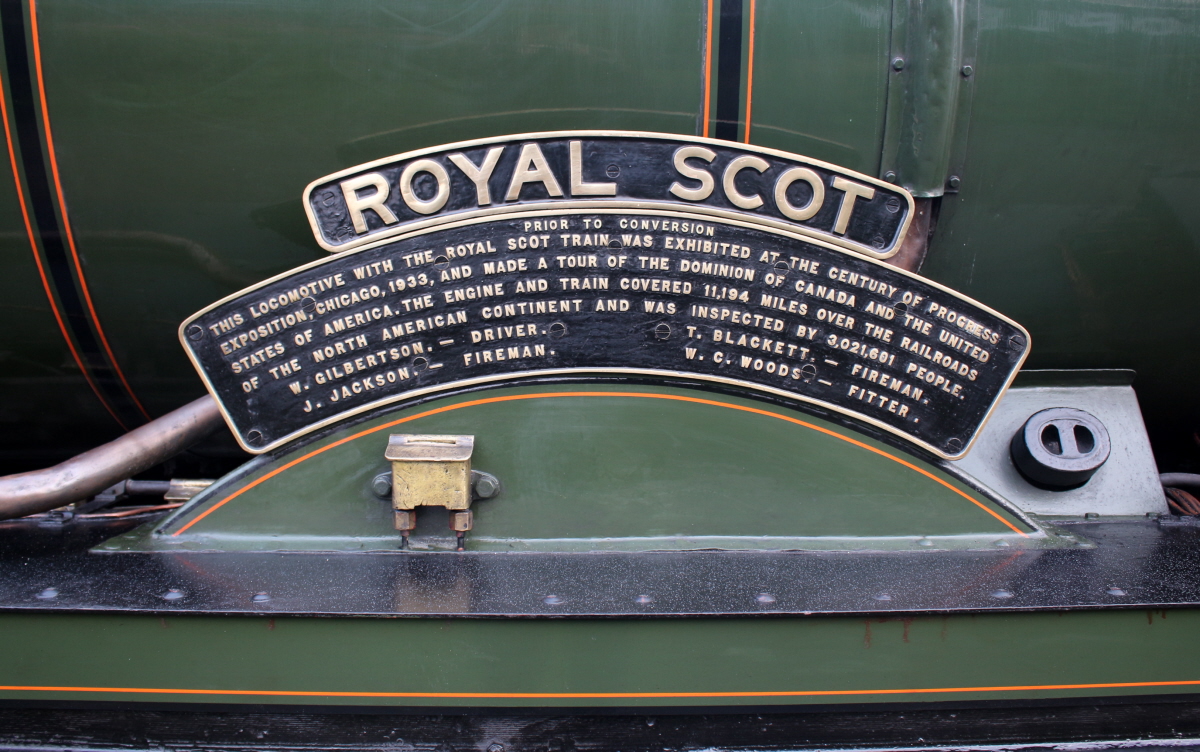 ROYAL SCOT
PRIOR TO CONVERSION
THIS LOCOMOTIVE WITH THE ROYAL SCOT TRAIN WAS EXHIBITED AT THE CENTURY OF PROGRESS
EXPOSITION, CHICAGO, 1933, AND MADE A TOUR OF THE DOMINION OF CANADA AND THE UNITED
STATES OF AMERICA. THE ENGINE AND TRAIN COVERED 11,194 MILES OVER THE RAILROADS
OF THE NORTH AMERICAN CONTINENT AND WAS INSPECTED BY 3,021,601 PEOPLE.
W. GILBERTSON. — DRIVER. T. BLACKETT. — FIREMAN.
J. JACKSON — FIREMAN. W. C. WOODS. — FITTER.